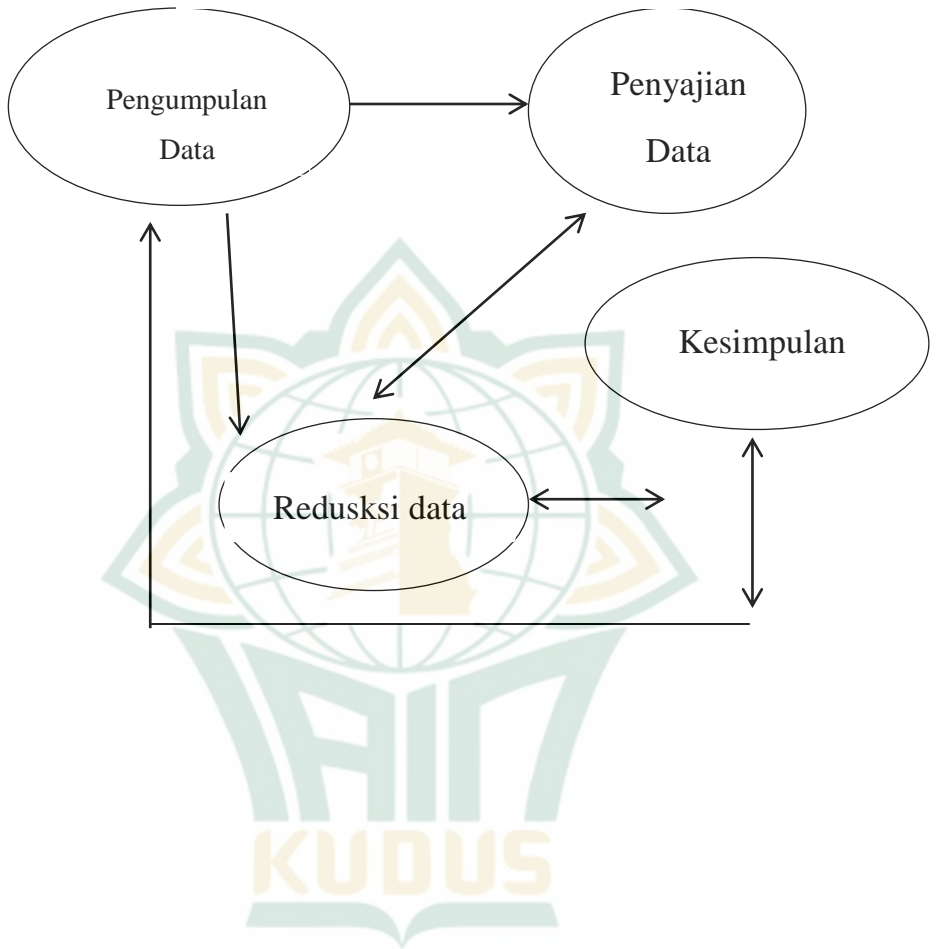 Pengumpulan
Data
Penyajian
Data
Kesimpulan
Redusksi data
IAIN
KUDUS